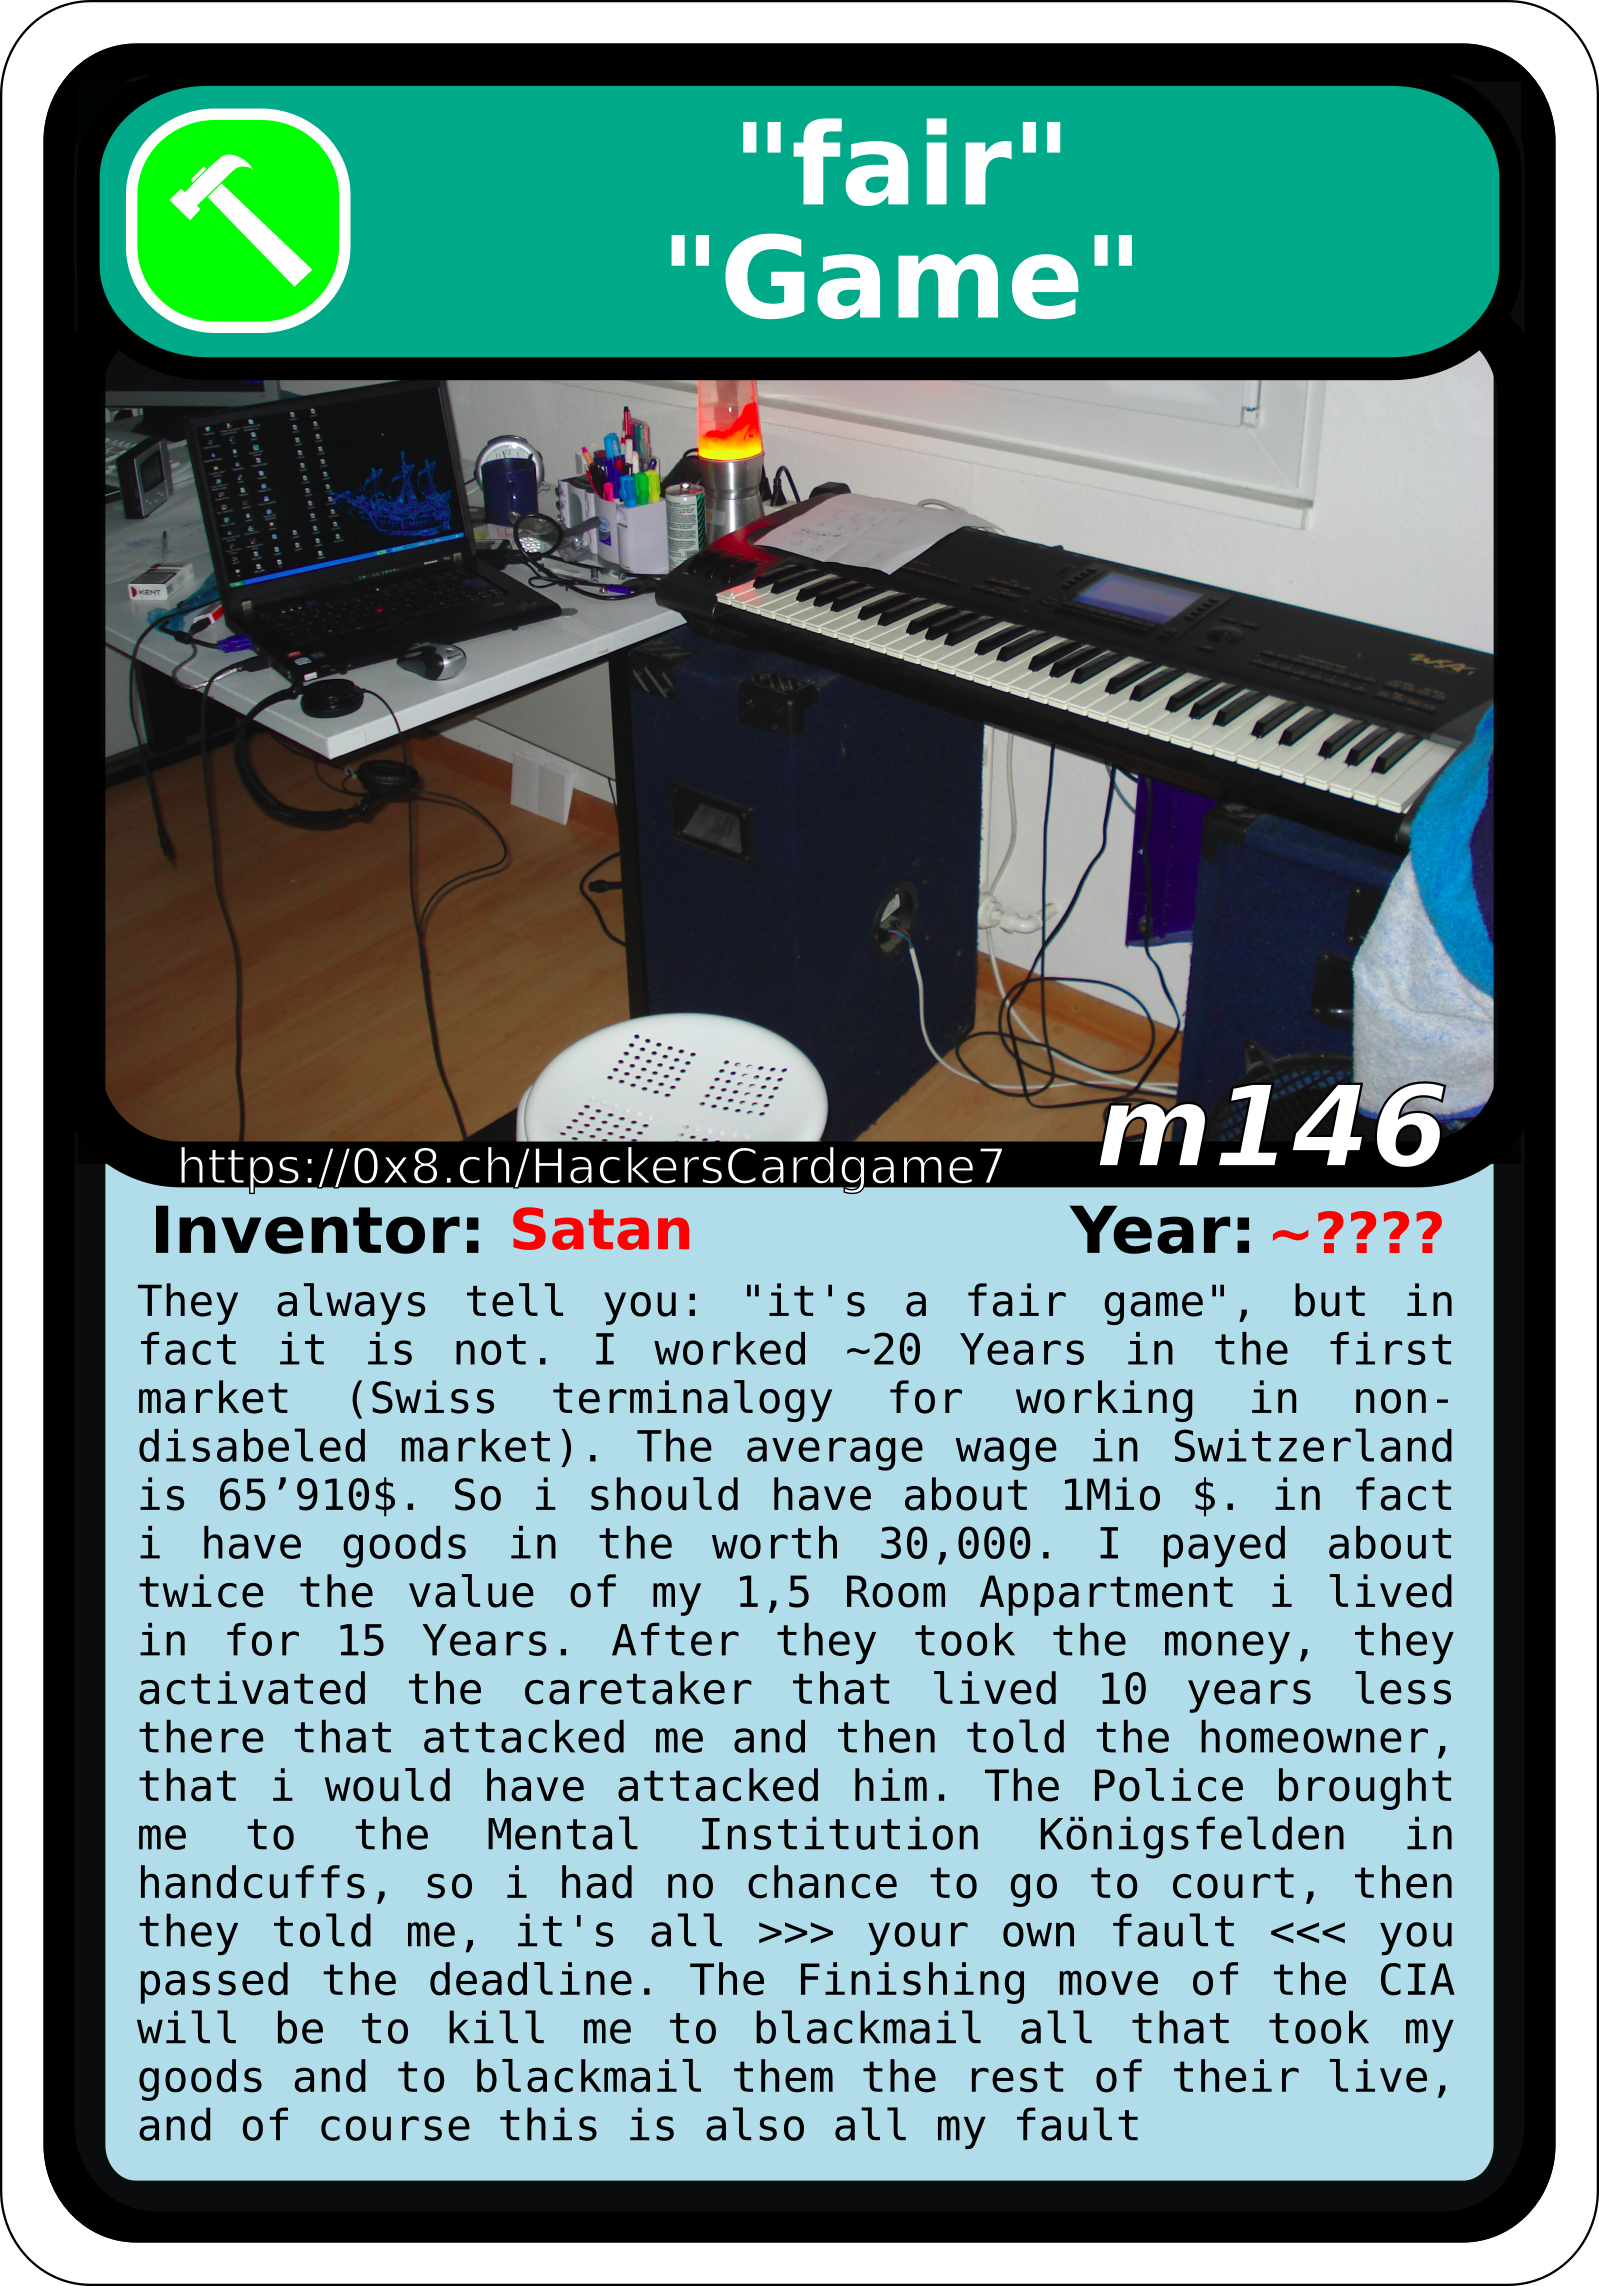 "fair"
"Game"
KENT
WSA1
m146
https://0x8.ch/HackersCardgame7
Inventor: Satan Year: ~????
They always tell you: "it's a fair game", but in
fact it is not. I worked ~20 Years in the first
market (Swiss terminalogy for working in non-
disabeled market). The average wage in Switzerland
is 65’910$. So i should have about 1Mio $. in fact
i have goods in the worth 30,000. I payed about
twice the value of my 1,5 Room Appartment i lived
in for 15 Years. After they took the money, they
activated the caretaker that lived 10 years less
there that attacked me and then told the homeowner,
that i would have attacked him. The Police brought
me to the Mental Institution Königsfelden in
handcuffs, so i had no chance to go to court, then
they told me, it's all >>> your own fault <<< you
passed the deadline. The Finishing move of the CIA
will be to kill me to blackmail all that took my
goods and to blackmail them the rest of their live,
and of course this is also all my fault